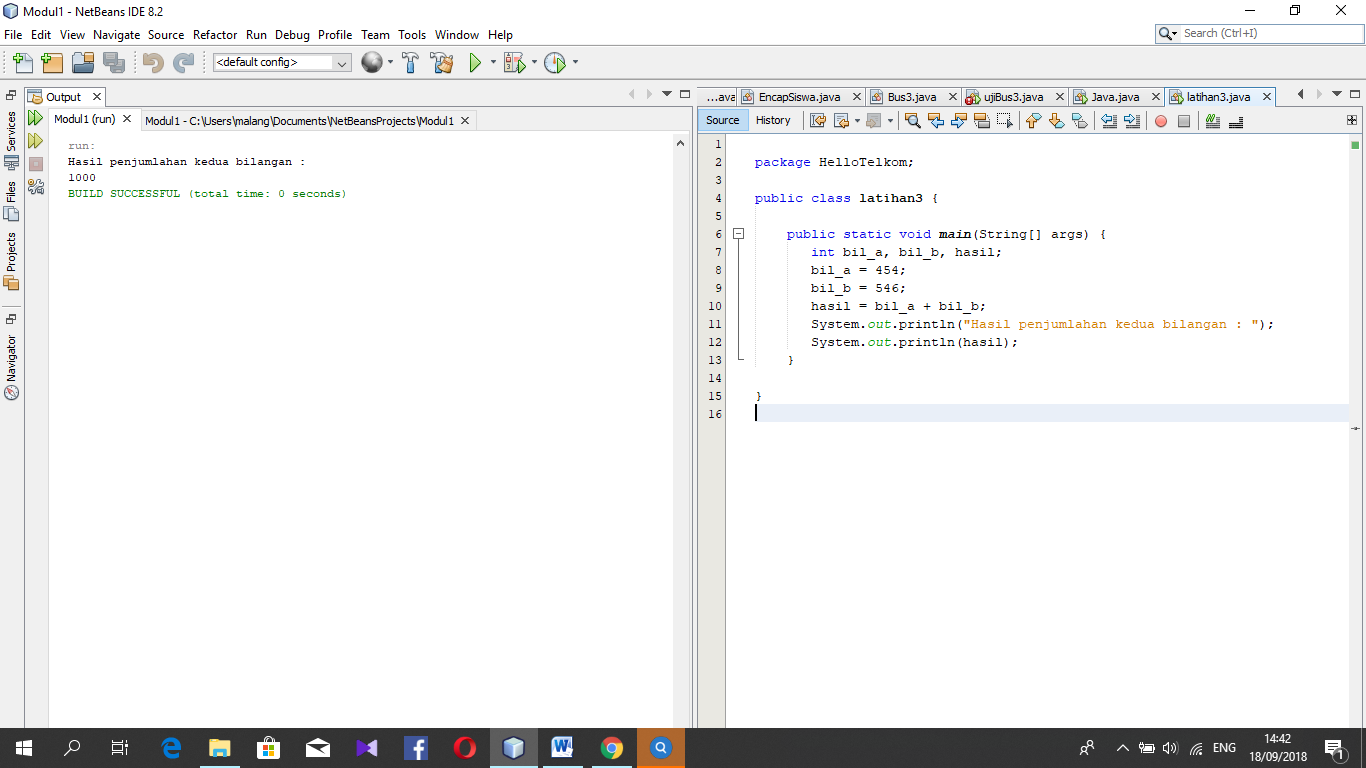 Modul1 - NetBeans IDE 8.2
File Edit View Navigate Source Refactor Run Debug Profile Team Tools Window Help
Search (Ctrl+I)
<default config>
Output
Modul1 (run)
Modul1 - C:\Users\malang\Documents\NetBeansProjects\Modul1
run:
Hasil penjumlahan kedua bilangan :
1000
BUILD SUCCESSFUL (total time: 0 seconds)
Services
Files
Projects
Navigator
...ava EncapSiswa.java Bus3.java ujiBus3.java Java.java latihan3.java
Source History
1
2 package HelloTelkom;
3
4 public class latihan3 {
5
6 public static void main(String[] args) {
7 int bil_a, bil_b, hasil;
8 bil_a = 454;
9 bil_b = 546;
10 hasil = bil_a + bil_b;
11 System.out.println("Hasil penjumlahan kedua bilangan : ");
12 System.out.println(hasil);
13 }
14
15 }
16
ENG
14:42
18/09/2018
1